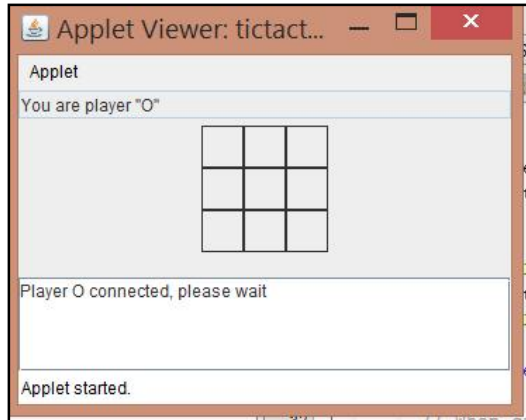 Applet Viewer: tictact...
Applet
You are player "O"
Player O connected, please wait
Applet started.